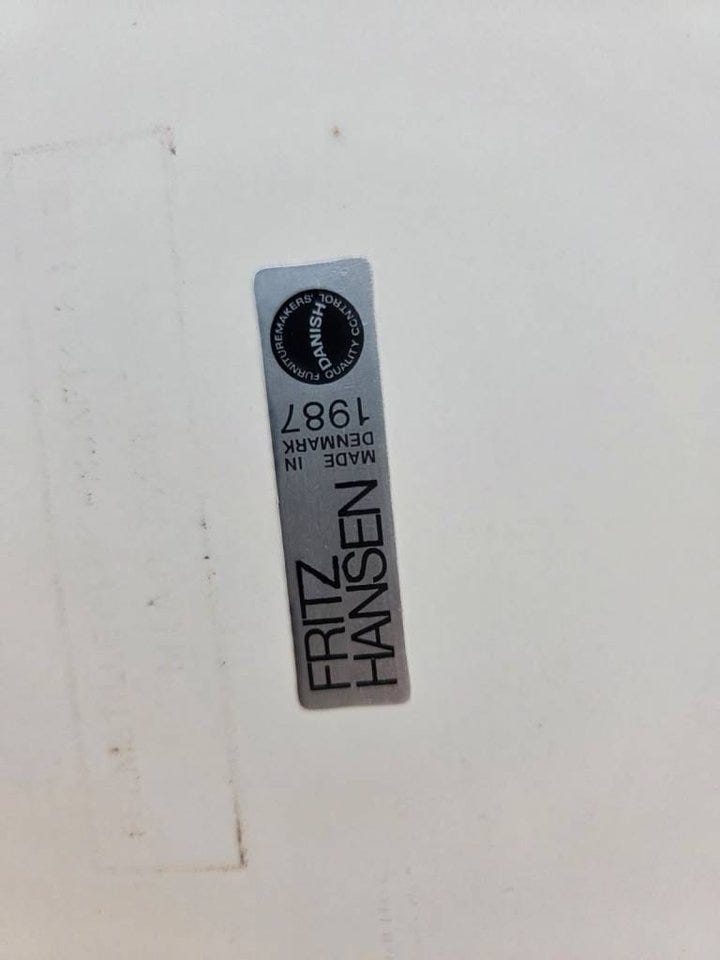 FRITZ
HANSEN
MADE IN
DENMARK
1987
FURNITUREMAKERS'
DANISH
QUALITY CONTROL